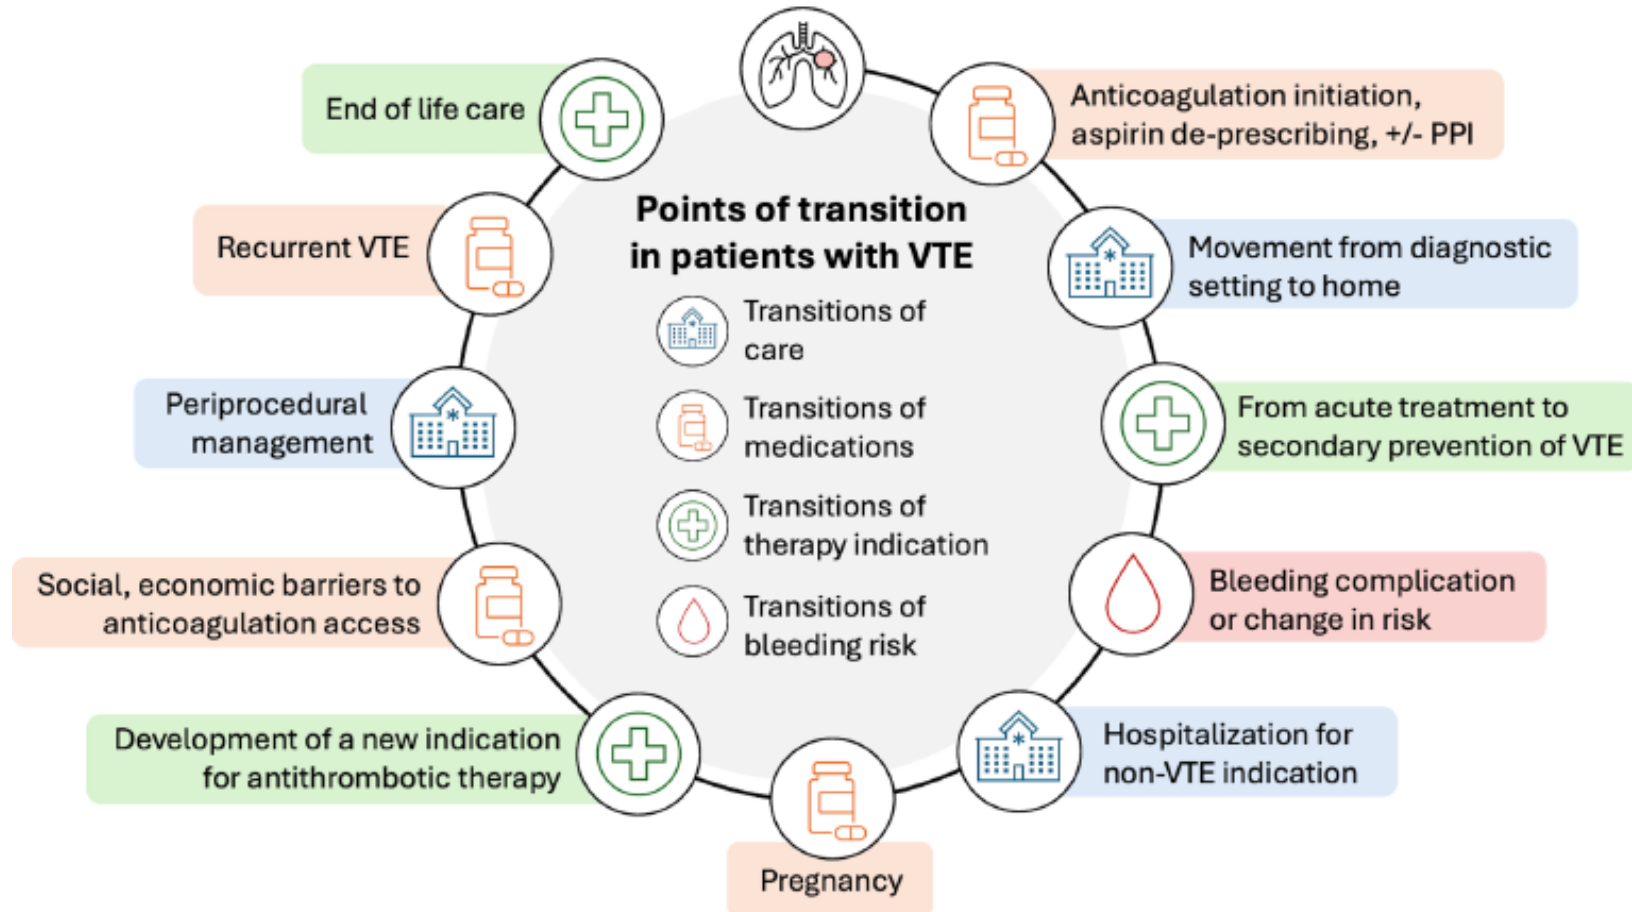 Points of transition
in patients with VTE
Transitions of
care
Transitions of
medications
Transitions of
therapy indication
Transitions of
bleeding risk
Anticoagulation initiation,
aspirin de-prescribing, +/- PPI
Movement from diagnostic
setting to home
From acute treatment to
secondary prevention of VTE
Bleeding complication
or change in risk
Hospitalization for
non-VTE indication
Pregnancy
Development of a new indication
for antithrombotic therapy
Social, economic barriers to
anticoagulation access
Periprocedural
management
Recurrent VTE
End of life care